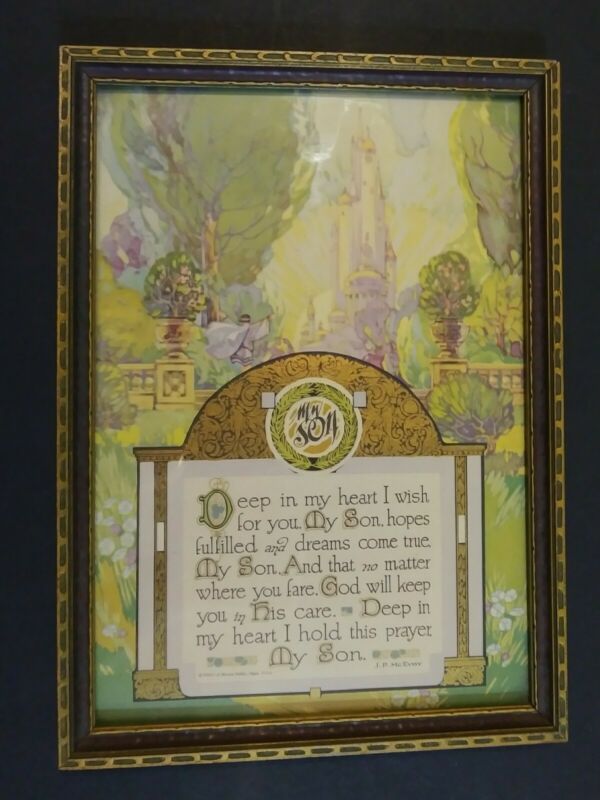 My
SON
Deep in my heart I wish
for you, My Son, hopes
fulfilled and dreams come true,
My Son, And that no matter
where you fare, God will keep
you in His care. Deep in
my heart I hold this prayer
My Son.
J. P. McEvoy